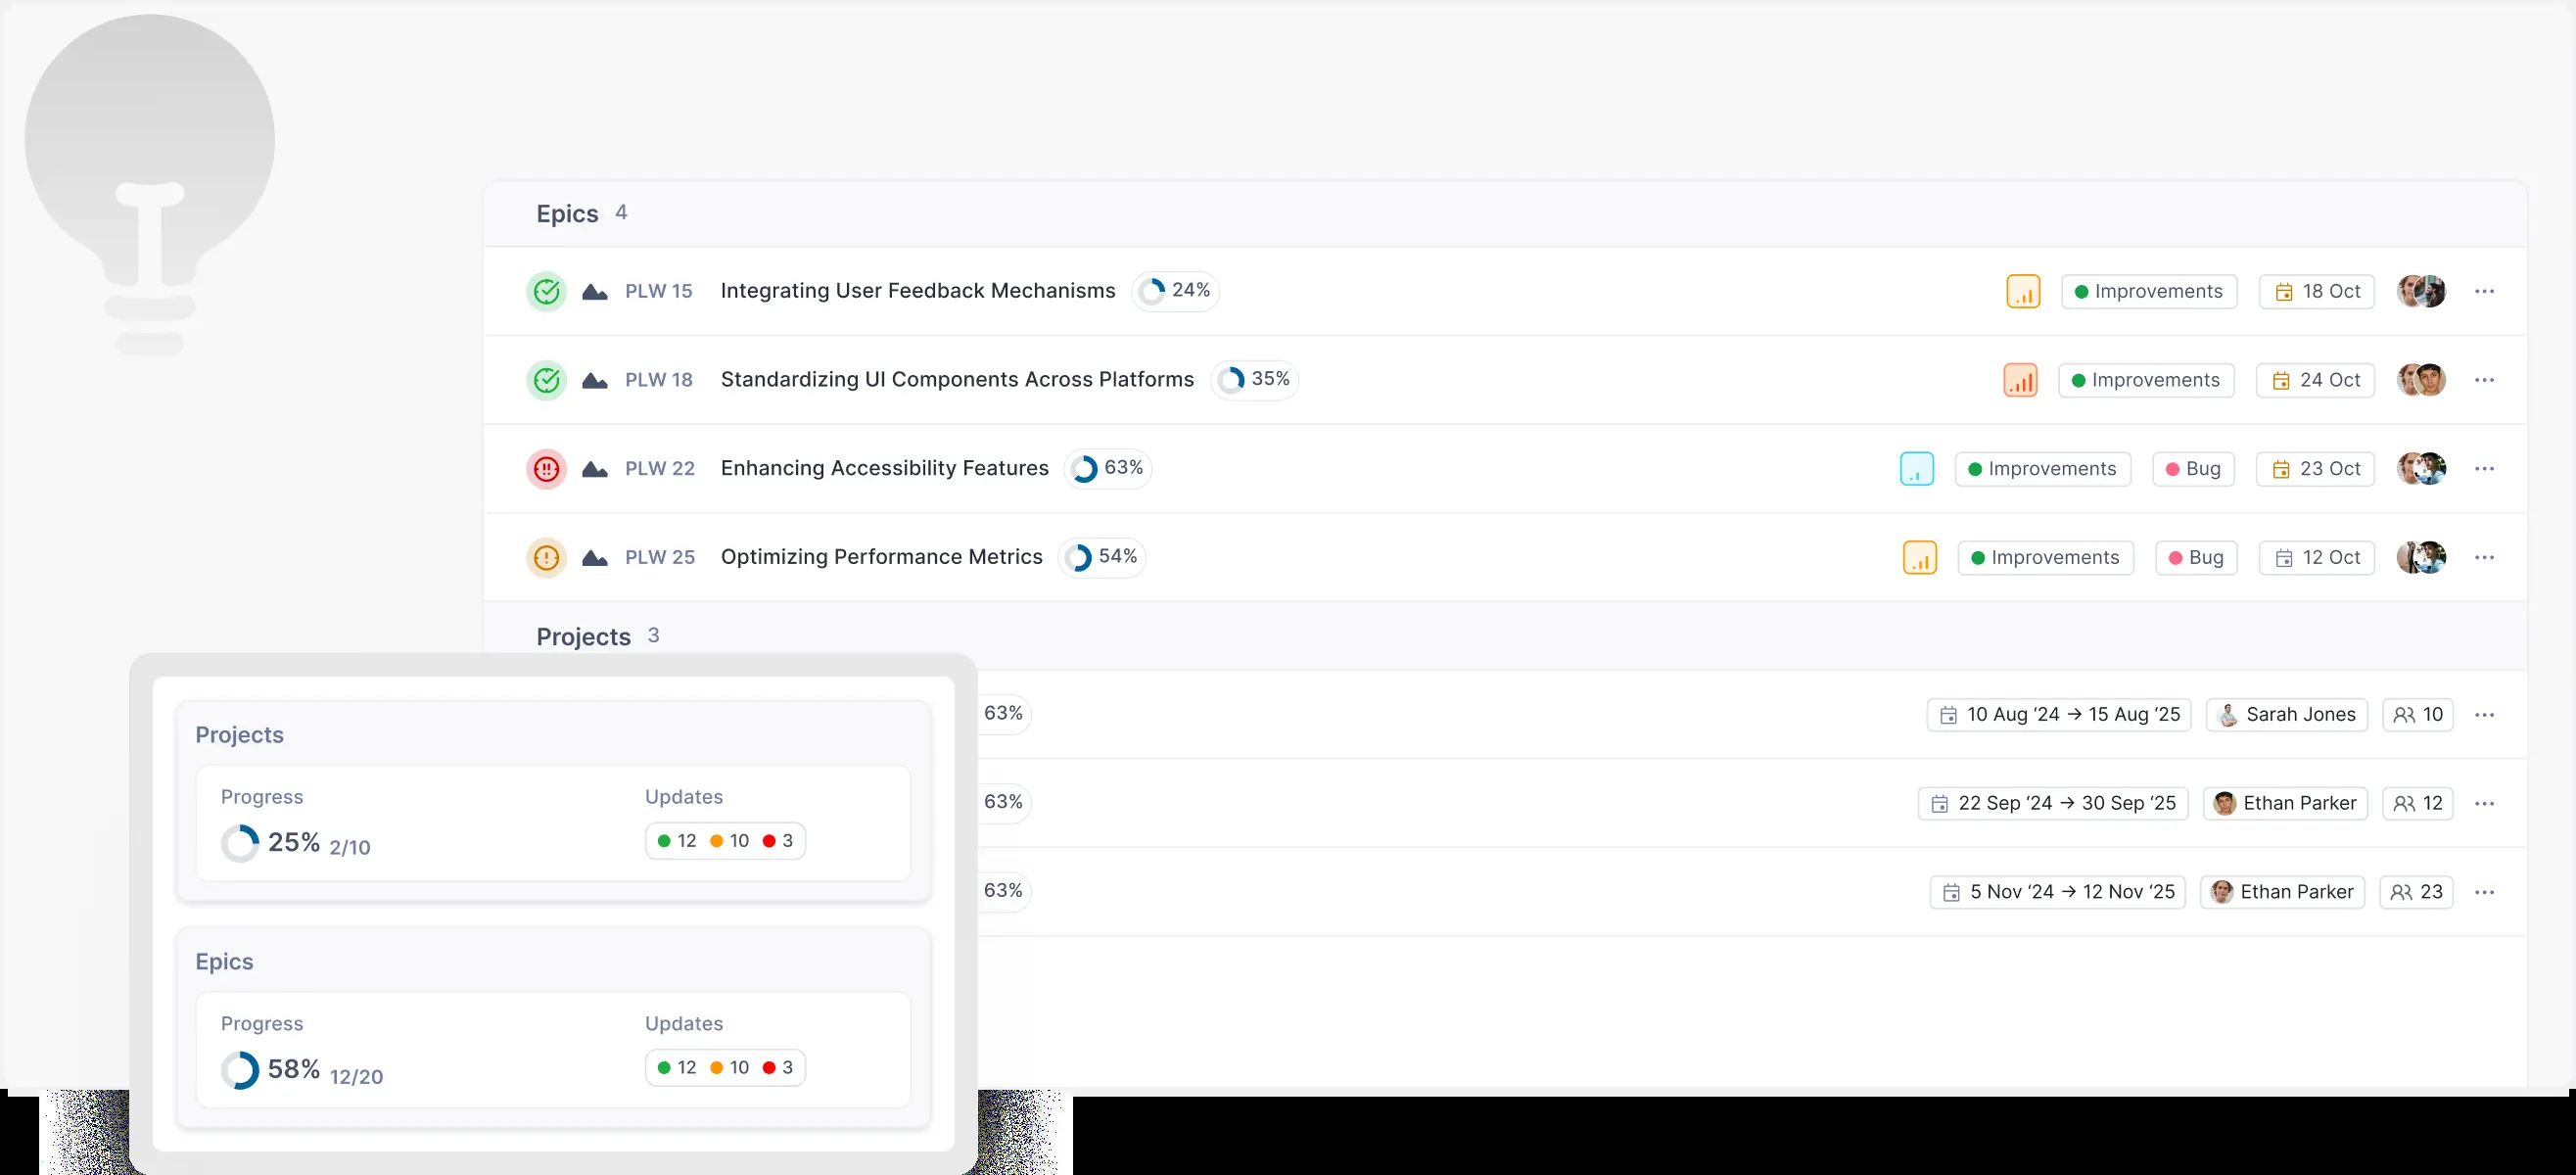 Epics 4
PLW 15 Integrating User Feedback Mechanisms 24% Improvements 18 Oct
PLW 18 Standardizing UI Components Across Platforms 35% Improvements 24 Oct
PLW 22 Enhancing Accessibility Features 63% Improvements Bug 23 Oct
PLW 25 Optimizing Performance Metrics 54% Improvements Bug 12 Oct
Projects 3
63% 10 Aug ‘24 → 15 Aug ‘25 Sarah Jones 10
63% 22 Sep ‘24 → 30 Sep ‘25 Ethan Parker 12
63% 5 Nov ‘24 → 12 Nov ‘25 Ethan Parker 23
Projects
Progress Updates
25% 2/10 12 10 3
Epics
Progress Updates
58% 12/20 12 10 3